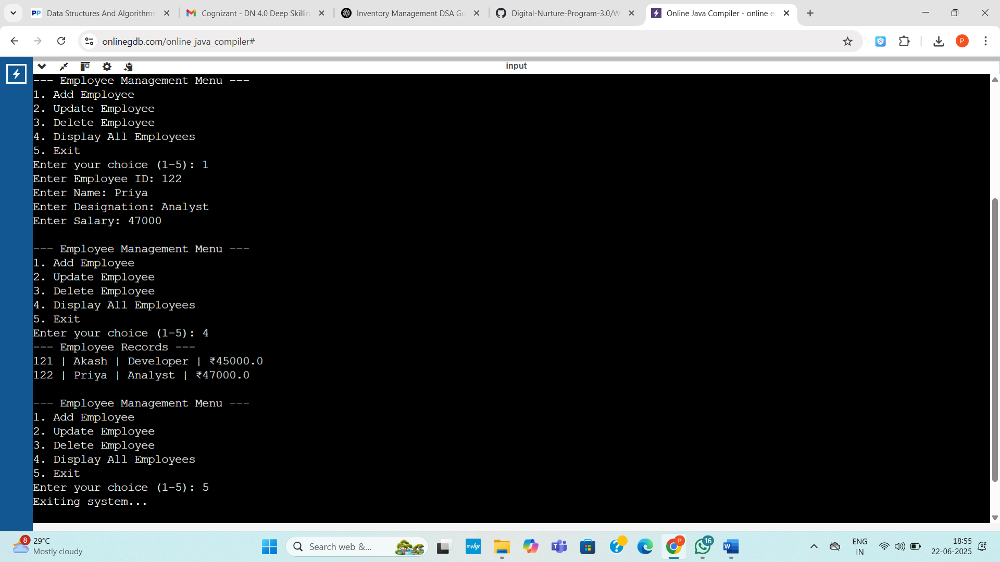 Data Structures And Algorithms
Cognizant - DN 4.0 Deep Skillin
Inventory Management DSA Gu
Digital-Nurture-Program-3.0/W
Online Java Compiler - online e
onlinegdb.com/online_java_compiler#
P
input
--- Employee Management Menu ---
1. Add Employee
2. Update Employee
3. Delete Employee
4. Display All Employees
5. Exit
Enter your choice (1-5): 1
Enter Employee ID: 122
Enter Name: Priya
Enter Designation: Analyst
Enter Salary: 47000
--- Employee Management Menu ---
1. Add Employee
2. Update Employee
3. Delete Employee
4. Display All Employees
5. Exit
Enter your choice (1-5): 4
--- Employee Records ---
121 | Akash | Developer | ₹45000.0
122 | Priya | Analyst | ₹47000.0
--- Employee Management Menu ---
1. Add Employee
2. Update Employee
3. Delete Employee
4. Display All Employees
5. Exit
Enter your choice (1-5): 5
Exiting system...
8
29°C
Mostly cloudy
Search web &...
myhp
P
16
W
ENG
IN
18:55
22-06-2025